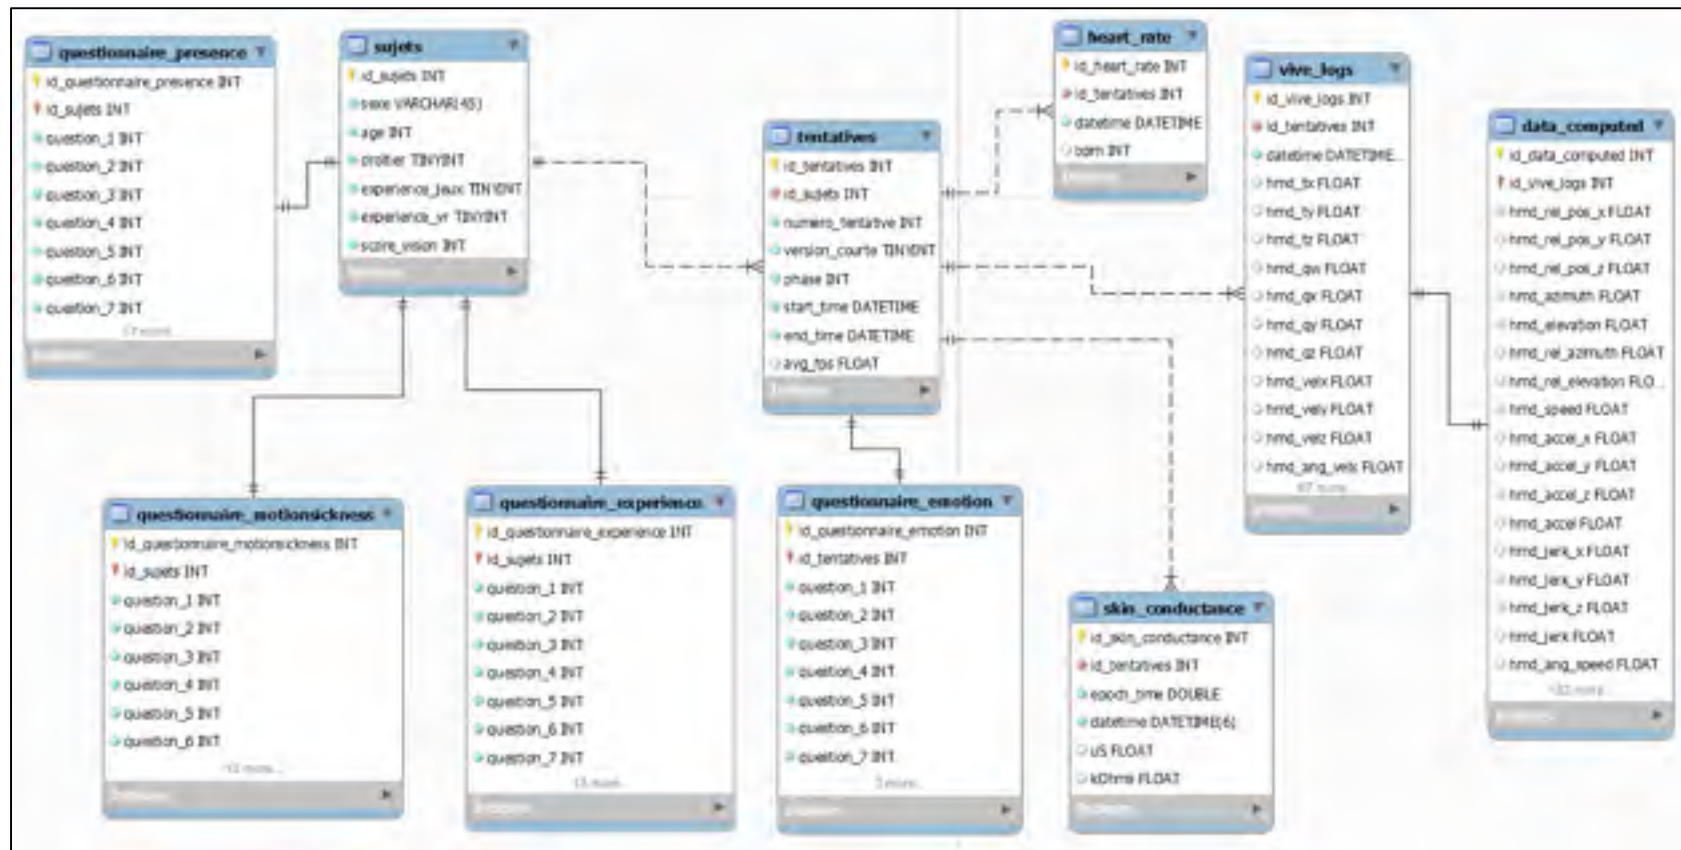 questionnaire_presence
id_questionnaire_presence INT
id_sujets INT
question_1 INT
question_2 INT
question_3 INT
question_4 INT
question_5 INT
question_6 INT
question_7 INT
sujets
id_sujets INT
sexe VARCHAR(45)
age INT
droitier TINYINT
experience_jeux TINYINT
experience_vr TINYINT
score_vision INT
tentatives
id_tentatives INT
id_sujets INT
numero_tentative INT
version_courte TINYINT
phase INT
start_time DATETIME
end_time DATETIME
avg_fps FLOAT
heart_rate
id_heart_rate INT
id_tentatives INT
datetime DATETIME
bpm INT
vive_logs
id_vive_logs INT
id_tentatives INT
datetime DATETIME...
hmd_tx FLOAT
hmd_ty FLOAT
hmd_tz FLOAT
hmd_qw FLOAT
hmd_qx FLOAT
hmd_qy FLOAT
hmd_qz FLOAT
hmd_velx FLOAT
hmd_vely FLOAT
hmd_velz FLOAT
hmd_ang_velx FLOAT
data_computed
id_data_computed INT
id_vive_logs INT
hmd_rel_pos_x FLOAT
hmd_rel_pos_y FLOAT
hmd_rel_pos_z FLOAT
hmd_azimuth FLOAT
hmd_elevation FLOAT
hmd_rel_azimuth FLOAT
hmd_rel_elevation FLO...
hmd_speed FLOAT
hmd_accel_x FLOAT
hmd_accel_y FLOAT
hmd_accel_z FLOAT
hmd_accel FLOAT
hmd_jerk_x FLOAT
hmd_jerk_y FLOAT
hmd_jerk_z FLOAT
hmd_jerk FLOAT
hmd_ang_speed FLOAT
questionnaire_motionsickness
id_questionnaire_motionsickness INT
id_sujets INT
question_1 INT
question_2 INT
question_3 INT
question_4 INT
question_5 INT
question_6 INT
questionnaire_experience
id_questionnaire_experience INT
id_sujets INT
question_1 INT
question_2 INT
question_3 INT
question_4 INT
question_5 INT
question_6 INT
question_7 INT
questionnaire_emotion
id_questionnaire_emotion INT
id_tentatives INT
question_1 INT
question_2 INT
question_3 INT
question_4 INT
question_5 INT
question_6 INT
question_7 INT
skin_conductance
id_skin_conductance INT
id_tentatives INT
epoch_time DOUBLE
datetime DATETIME(6)
uS FLOAT
kOhms FLOAT